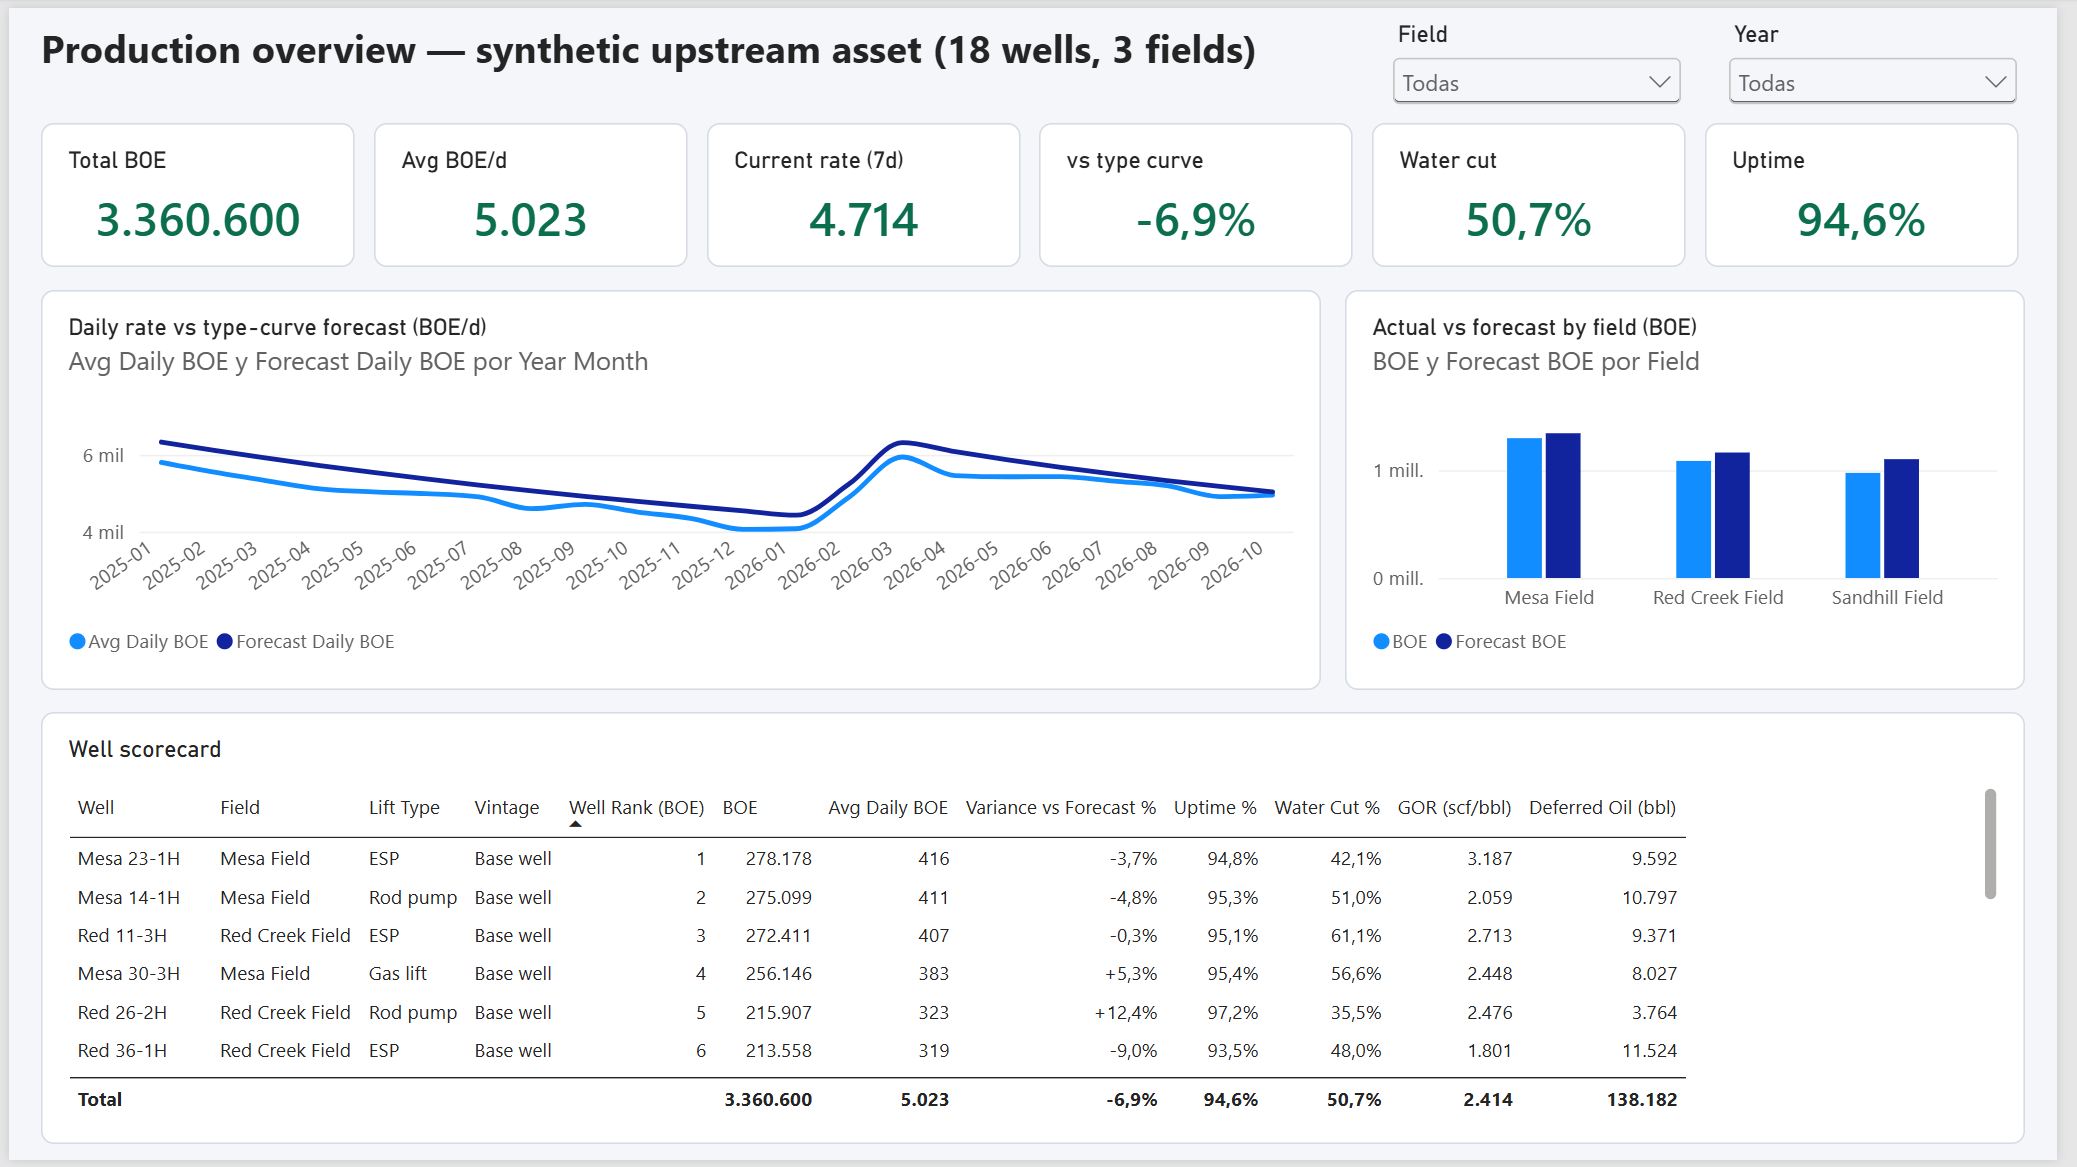 Production overview — synthetic upstream asset (18 wells, 3 fields)
Field
Year
Todas
Todas
Total BOE
3.360.600
Avg BOE/d
5.023
Current rate (7d)
4.714
vs type curve
-6,9%
Water cut
50,7%
Uptime
94,6%
Daily rate vs type-curve forecast (BOE/d)
Avg Daily BOE y Forecast Daily BOE por Year Month
6 mil
4 mil
2025-01
2025-02
2025-03
2025-04
2025-05
2025-06
2025-07
2025-08
2025-09
2025-10
2025-11
2025-12
2026-01
2026-02
2026-03
2026-04
2026-05
2026-06
2026-07
2026-08
2026-09
2026-10
Avg Daily BOE Forecast Daily BOE
Actual vs forecast by field (BOE)
BOE y Forecast BOE por Field
1 mill.
0 mill.
Mesa Field Red Creek Field Sandhill Field
BOE Forecast BOE
Well scorecard
Well Field Lift Type Vintage Well Rank (BOE) BOE Avg Daily BOE Variance vs Forecast % Uptime % Water Cut % GOR (scf/bbl) Deferred Oil (bbl)
Mesa 23-1H Mesa Field ESP Base well 1 278.178 416 -3,7% 94,8% 42,1% 3.187 9.592
Mesa 14-1H Mesa Field Rod pump Base well 2 275.099 411 -4,8% 95,3% 51,0% 2.059 10.797
Red 11-3H Red Creek Field ESP Base well 3 272.411 407 -0,3% 95,1% 61,1% 2.713 9.371
Mesa 30-3H Mesa Field Gas lift Base well 4 256.146 383 +5,3% 95,4% 56,6% 2.448 8.027
Red 26-2H Red Creek Field Rod pump Base well 5 215.907 323 +12,4% 97,2% 35,5% 2.476 3.764
Red 36-1H Red Creek Field ESP Base well 6 213.558 319 -9,0% 93,5% 48,0% 1.801 11.524
Total 3.360.600 5.023 -6,9% 94,6% 50,7% 2.414 138.182